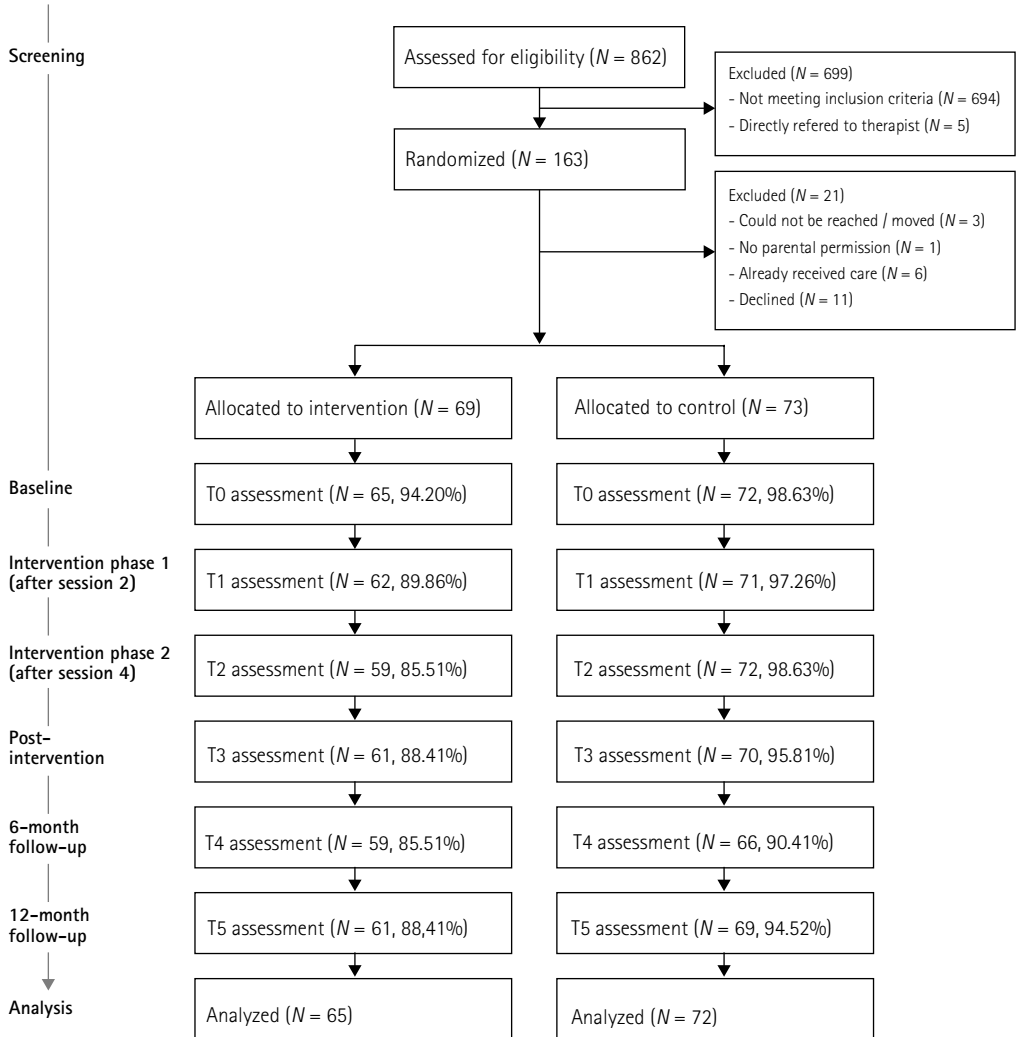 Screening
Assessed for eligibility (N = 862)
Excluded (N = 699)
- Not meeting inclusion criteria (N = 694)
- Directly refered to therapist (N = 5)
Randomized (N = 163)
Excluded (N = 21)
- Could not be reached / moved (N = 3)
- No parental permission (N = 1)
- Already received care (N = 6)
- Declined (N = 11)
Allocated to intervention (N = 69)
Allocated to control (N = 73)
Baseline
T0 assessment (N = 65, 94.20%)
T0 assessment (N = 72, 98.63%)
Intervention phase 1
(after session 2)
T1 assessment (N = 62, 89.86%)
T1 assessment (N = 71, 97.26%)
Intervention phase 2
(after session 4)
T2 assessment (N = 59, 85.51%)
T2 assessment (N = 72, 98.63%)
Post-
intervention
T3 assessment (N = 61, 88.41%)
T3 assessment (N = 70, 95.81%)
6-month
follow-up
T4 assessment (N = 59, 85.51%)
T4 assessment (N = 66, 90.41%)
12-month
follow-up
T5 assessment (N = 61, 88,41%)
T5 assessment (N = 69, 94.52%)
Analysis
Analyzed (N = 65)
Analyzed (N = 72)